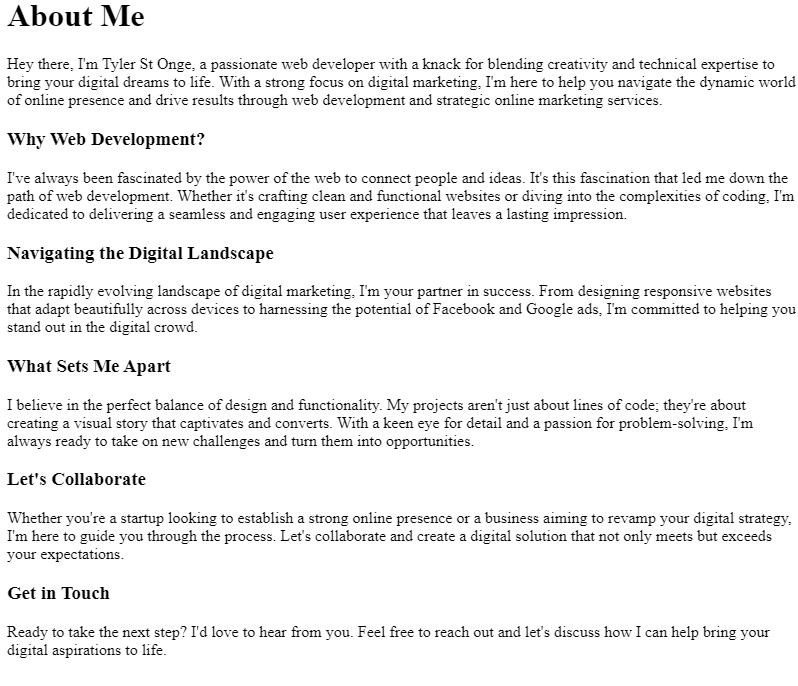 About Me
Hey there, I'm Tyler St Onge, a passionate web developer with a knack for blending creativity and technical expertise to
bring your digital dreams to life. With a strong focus on digital marketing, I'm here to help you navigate the dynamic world
of online presence and drive results through web development and strategic online marketing services.
Why Web Development?
I've always been fascinated by the power of the web to connect people and ideas. It's this fascination that led me down the
path of web development. Whether it's crafting clean and functional websites or diving into the complexities of coding, I'm
dedicated to delivering a seamless and engaging user experience that leaves a lasting impression.
Navigating the Digital Landscape
In the rapidly evolving landscape of digital marketing, I'm your partner in success. From designing responsive websites
that adapt beautifully across devices to harnessing the potential of Facebook and Google ads, I'm committed to helping you
stand out in the digital crowd.
What Sets Me Apart
I believe in the perfect balance of design and functionality. My projects aren't just about lines of code; they're about
creating a visual story that captivates and converts. With a keen eye for detail and a passion for problem-solving, I'm
always ready to take on new challenges and turn them into opportunities.
Let's Collaborate
Whether you're a startup looking to establish a strong online presence or a business aiming to revamp your digital strategy,
I'm here to guide you through the process. Let's collaborate and create a digital solution that not only meets but exceeds
your expectations.
Get in Touch
Ready to take the next step? I'd love to hear from you. Feel free to reach out and let's discuss how I can help bring your
digital aspirations to life.